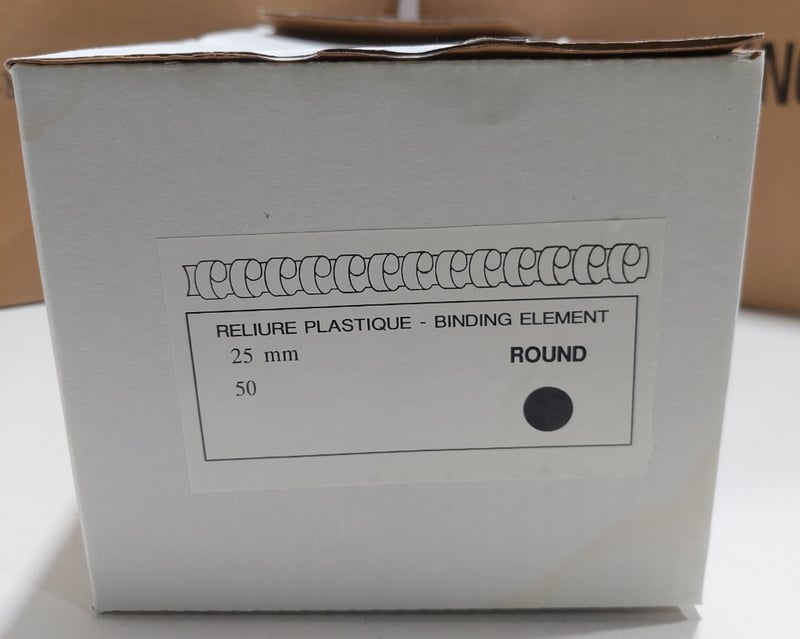 RELIURE PLASTIQUE - BINDING ELEMENT
25 mm
ROUND
50